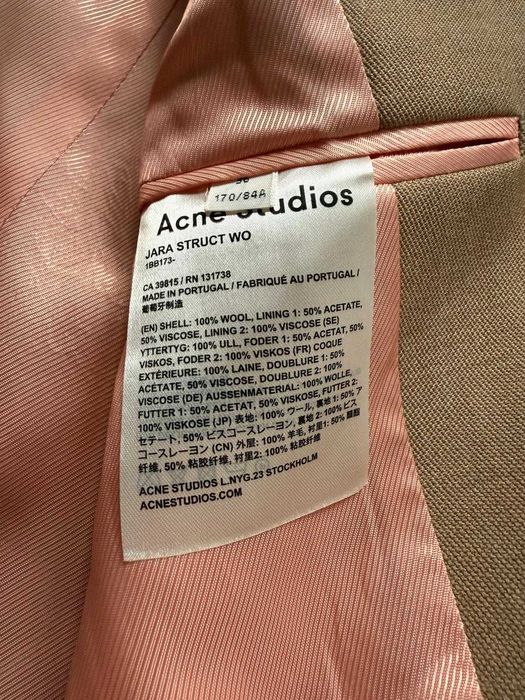 170/84A
Acne Studios
JARA STRUCT WO
1BB173-
CA 39815 / RN 131738
MADE IN PORTUGAL / FABRIQUÉ AU PORTUGAL /
葡萄牙制造
(EN) SHELL: 100% WOOL, LINING 1: 50% ACETATE,
50% VISCOSE, LINING 2: 100% VISCOSE (SE)
YTTERTYG: 100% ULL, FODER 1: 50% ACETAT, 50%
VISKOS, FODER 2: 100% VISKOS (FR) COUQE
EXTÉRIEURE: 100% LAINE, DOUBLURE 1: 50%
ACÉTATE, 50% VISCOSE, DOUBLURE 2: 100%
VISCOSE (DE) AUSSENMATERIAL: 100% WOLLE,
FUTTER 1: 50% ACETAT, 50% VISKOSE, FUTTER 2:
100% VISKOSE (JP) 表地: 100% ウール, 裏地 1: 50% ア
セテート, 50% ビスコースレーヨン, 裏地 2: 100% ビス
コースレーヨン (CN) 外层: 100% 羊毛, 衬里1: 50% 醋酯
纤维, 50% 粘胶纤维, 衬里2: 100% 粘胶纤维
ACNE STUDIOS L.NG.23 STOCKHOLM
ACNESTUDIOS.COM